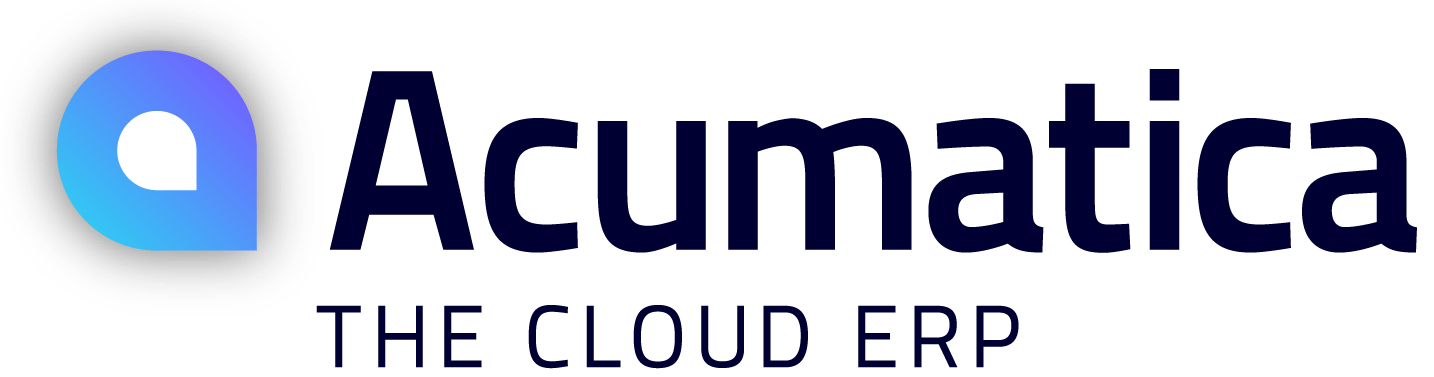 Acumatica
THE CLOUD ERP